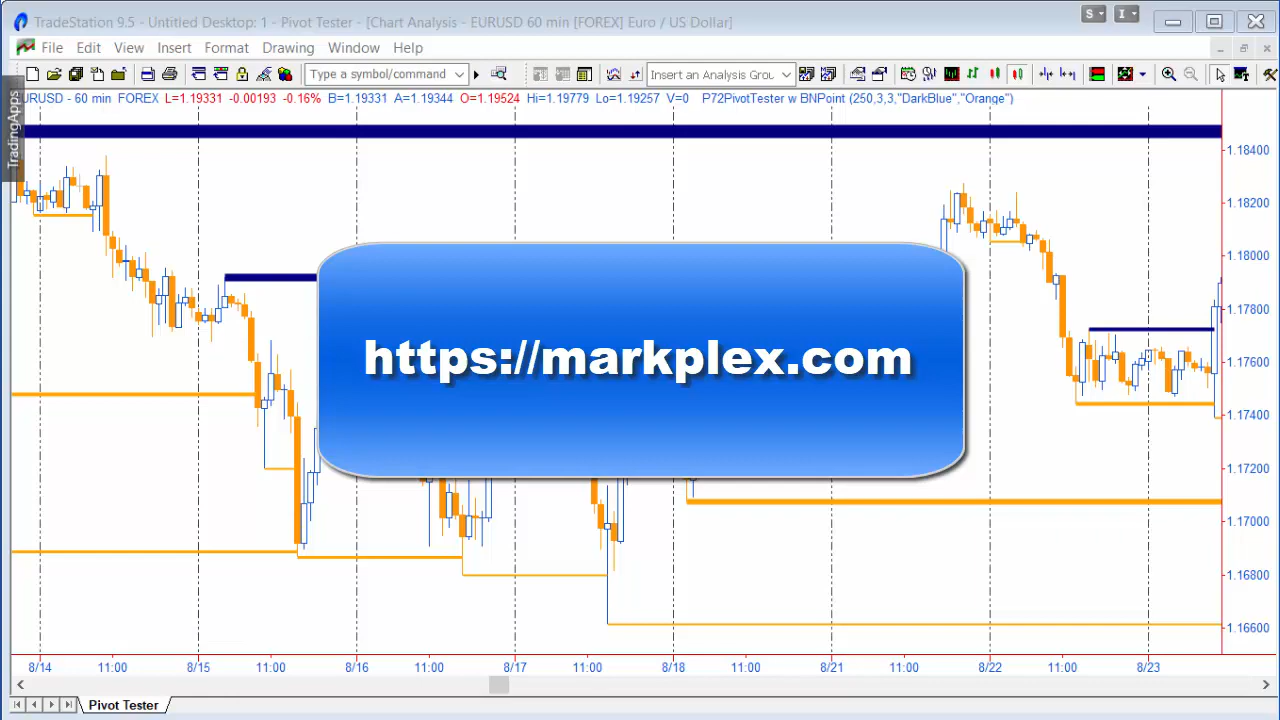 TradeStation 9.5 - Untitled Desktop: 1 - Pivot Tester - [Chart Analysis - EURUSD 60 min [FOREX] Euro / US Dollar]
S I
File Edit View Insert Format Drawing Window Help
Type a symbol/command
Insert an Analysis Grou
TradingApps
URUSD - 60 min FOREX L=1.19331 -0.00193 -0.16% B=1.19331 A=1.19344 O=1.19524 Hi=1.19779 Lo=1.19257 V=0 P72PivotTester w BNPoint (250,3,3,"DarkBlue","Orange")
1.18400
1.18200
1.18000
1.17800
1.17600
1.17400
1.17200
1.17000
1.16800
1.16600
https://markplex.com
8/14 11:00 8/15 11:00 8/16 11:00 8/17 11:00 8/18 11:00 8/21 11:00 8/22 11:00 8/23
Pivot Tester